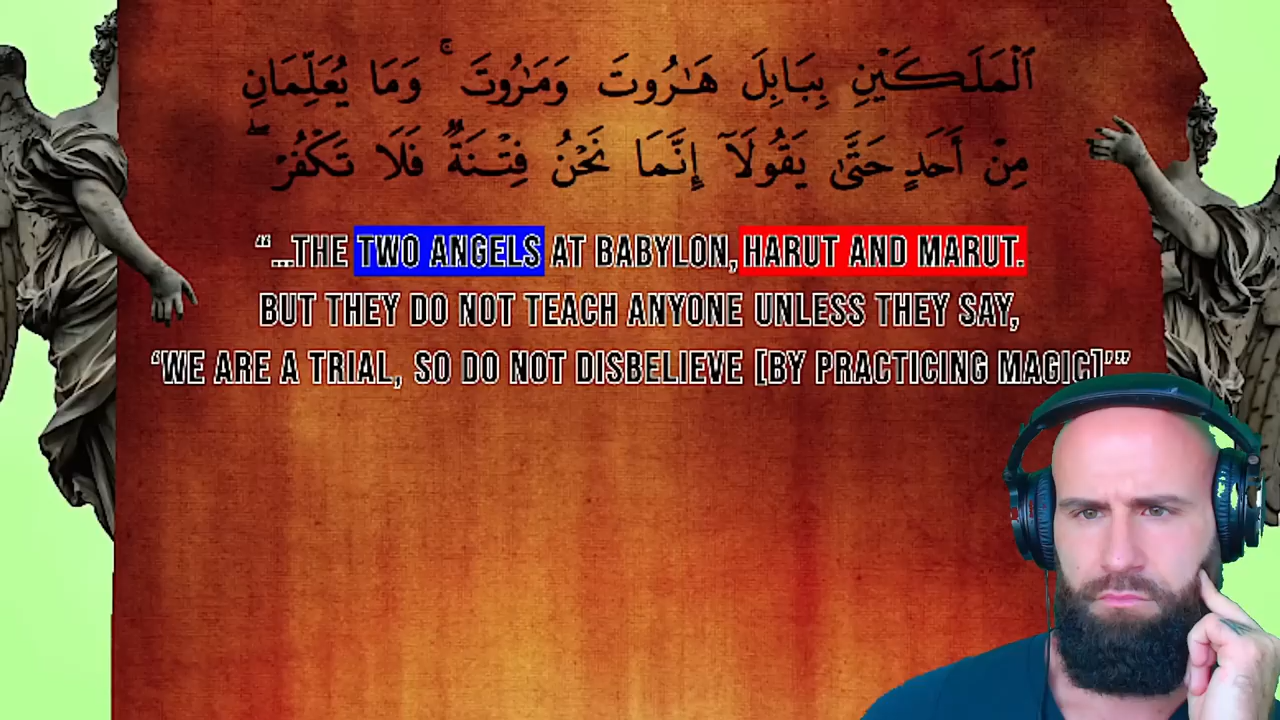 ٱلْمَلَكَيْنِ بِبَابِلَ هَـٰرُوتَ وَمَـٰرُوتَ ۚ وَمَا يُعَلِّمَانِ
مِنْ أَحَدٍ حَتَّىٰ يَقُولَآ إِنَّمَا نَحْنُ فِتْنَةٌ فَلَا تَكْفُرْ ۖ
“...THE TWO ANGELS AT BABYLON, HARUT AND MARUT.
BUT THEY DO NOT TEACH ANYONE UNLESS THEY SAY,
‘WE ARE A TRIAL, SO DO NOT DISBELIEVE [BY PRACTICING MAGIC]’”